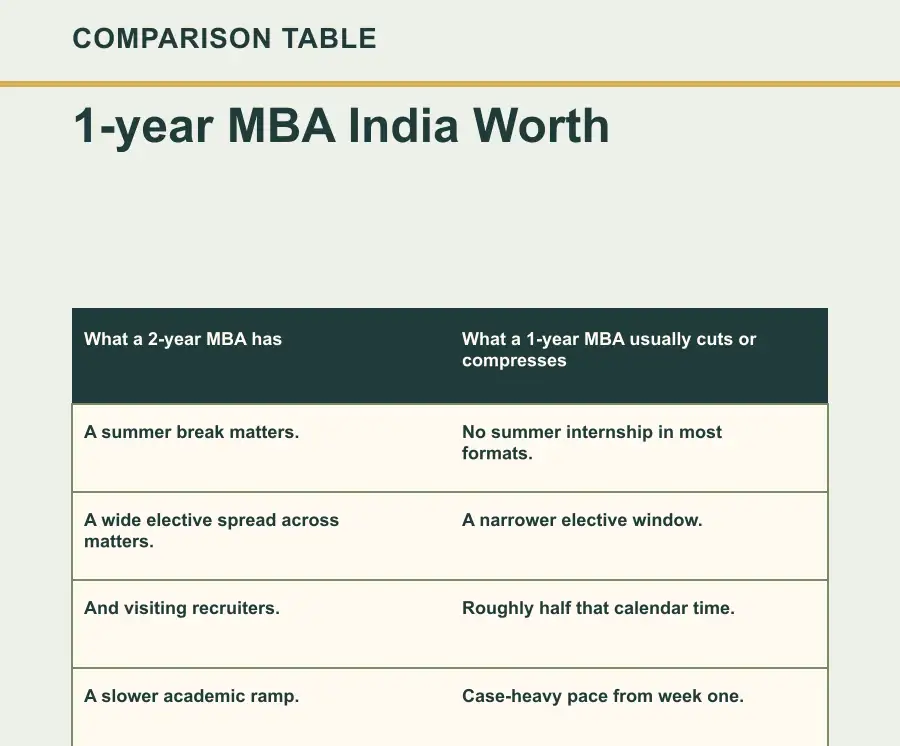 COMPARISON TABLE
1-year MBA India Worth
What a 2-year MBA has
What a 1-year MBA usually cuts or
compresses
A summer break matters.
No summer internship in most
formats.
A wide elective spread across
matters.
A narrower elective window.
And visiting recruiters.
Roughly half that calendar time.
A slower academic ramp.
Case-heavy pace from week one.